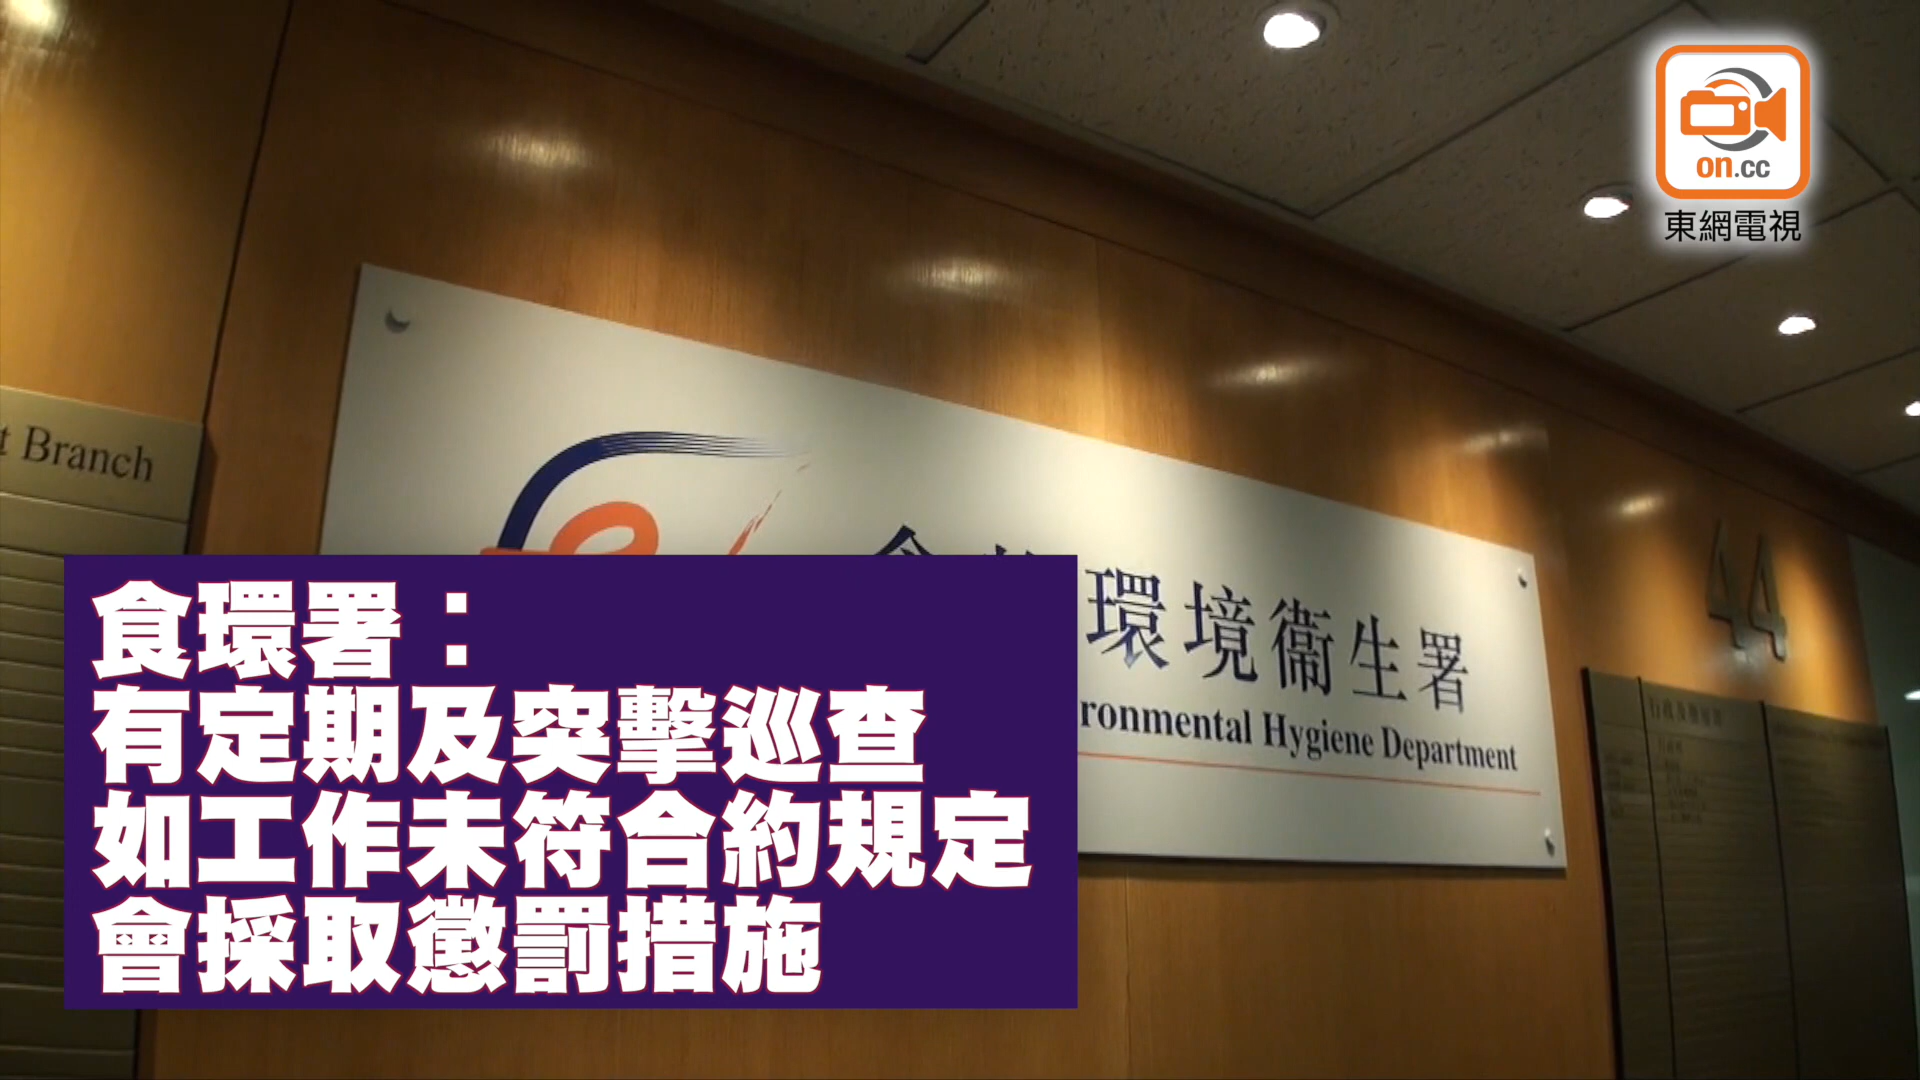 on.cc
東網電視
t Branch
環境衞生署
ronmental Hygiene Department
44
食環署：
有定期及突擊巡查
如工作未符合約規定
會採取懲罰措施